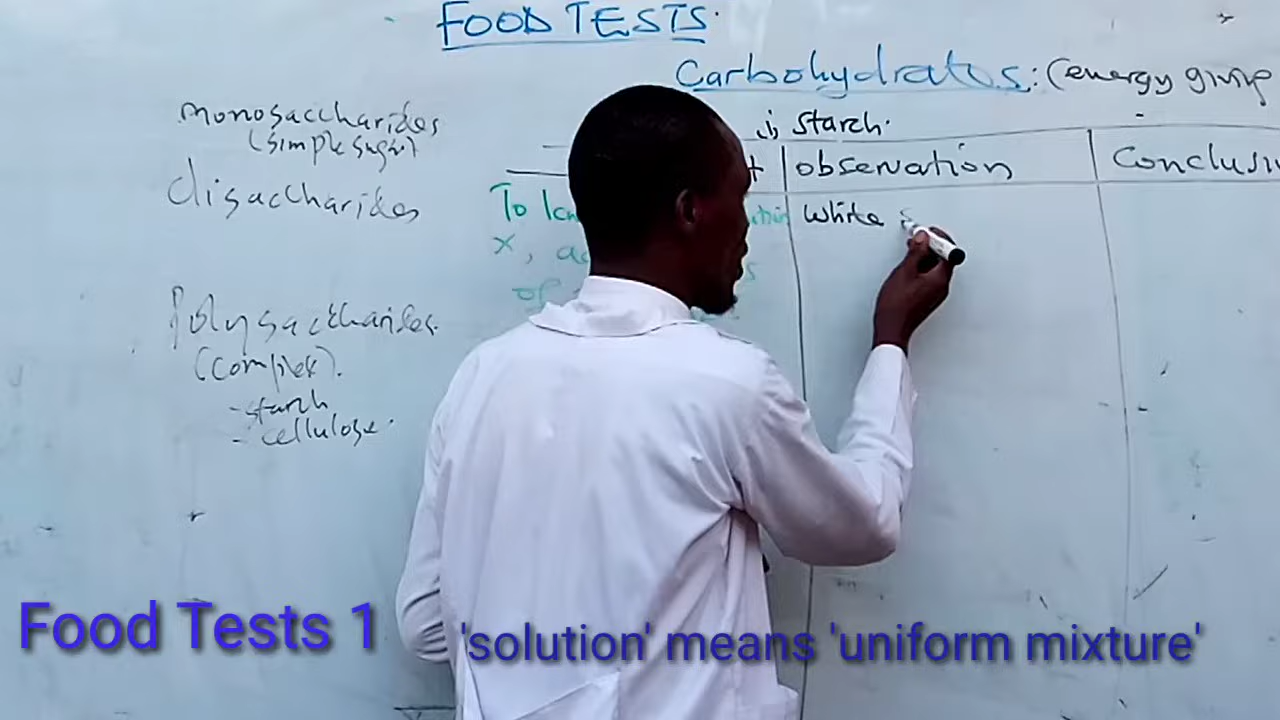 FOOD TESTS.
Carbohydrates: (energy giving
monosaccharides
(simple sugar)
disaccharides
Polysaccharides.
(complex).
- starch
- cellulose.
i, starch.
observation
To
X,
of
white
Food Tests 1
'solution' means 'uniform mixture'